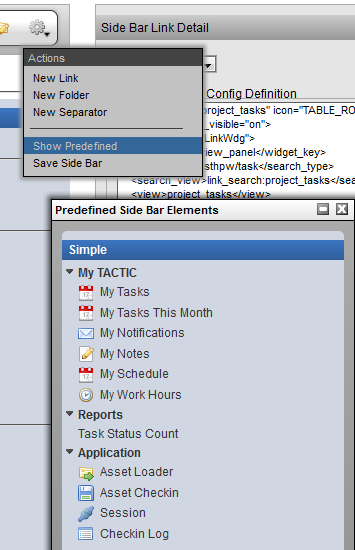 Side Bar Link Detail
Actions
New Link
New Folder
New Separator
Show Predefined
Save Side Bar
Config Definition
project_tasks" icon="TABLE_RO
_visible="on">
LinkWdg">
iew_panel</widget_key>
sthpw/task</search_type>
<search_view>link_search:project_tasks</sea
<view>project_tasks</view>
Predefined Side Bar Elements
Simple
My TACTIC
My Tasks
My Tasks This Month
My Notifications
My Notes
My Schedule
My Work Hours
Reports
Task Status Count
Application
Asset Loader
Asset Checkin
Session
Checkin Log